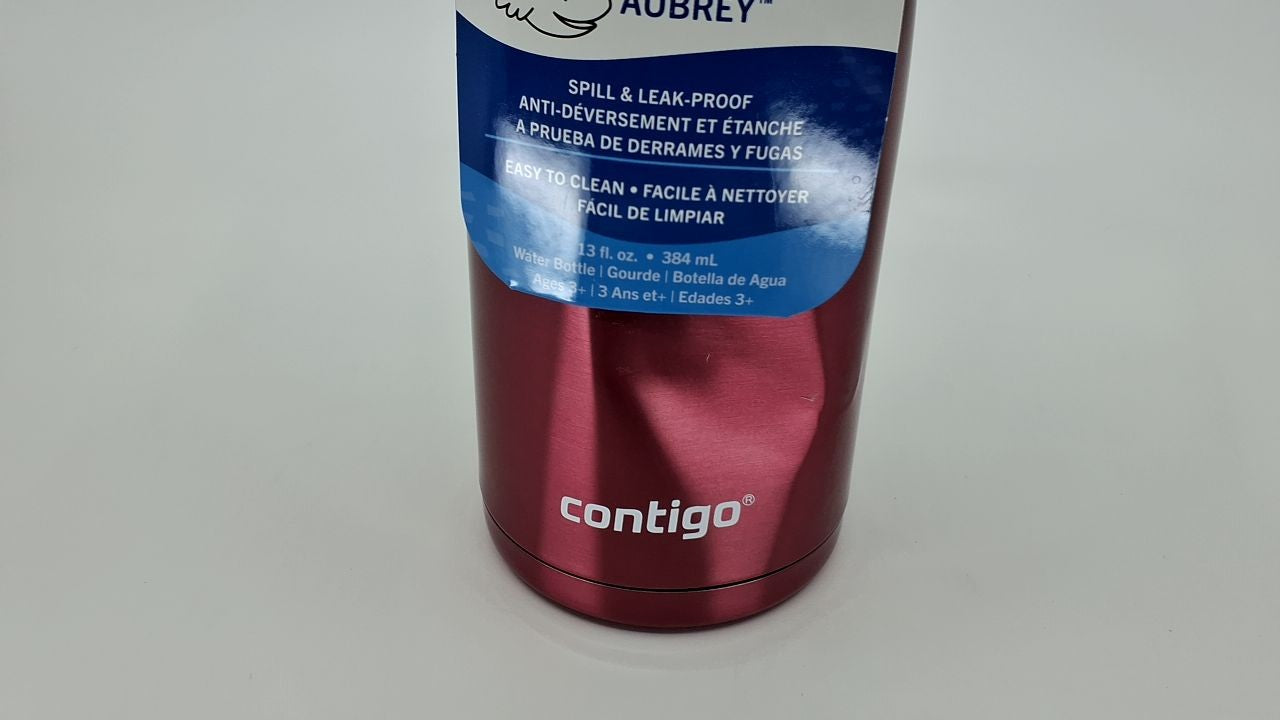 AUBREY™
SPILL & LEAK-PROOF
ANTI-DÉVERSEMENT ET ÉTANCHE
A PRUEBA DE DERRAMES Y FUGAS
EASY TO CLEAN • FACILE À NETTOYER
FÁCIL DE LIMPIAR
13 fl. oz. • 384 mL
Water Bottle | Gourde | Botella de Agua
Ages 3+ | 3 Ans et+ | Edades 3+
contigo®